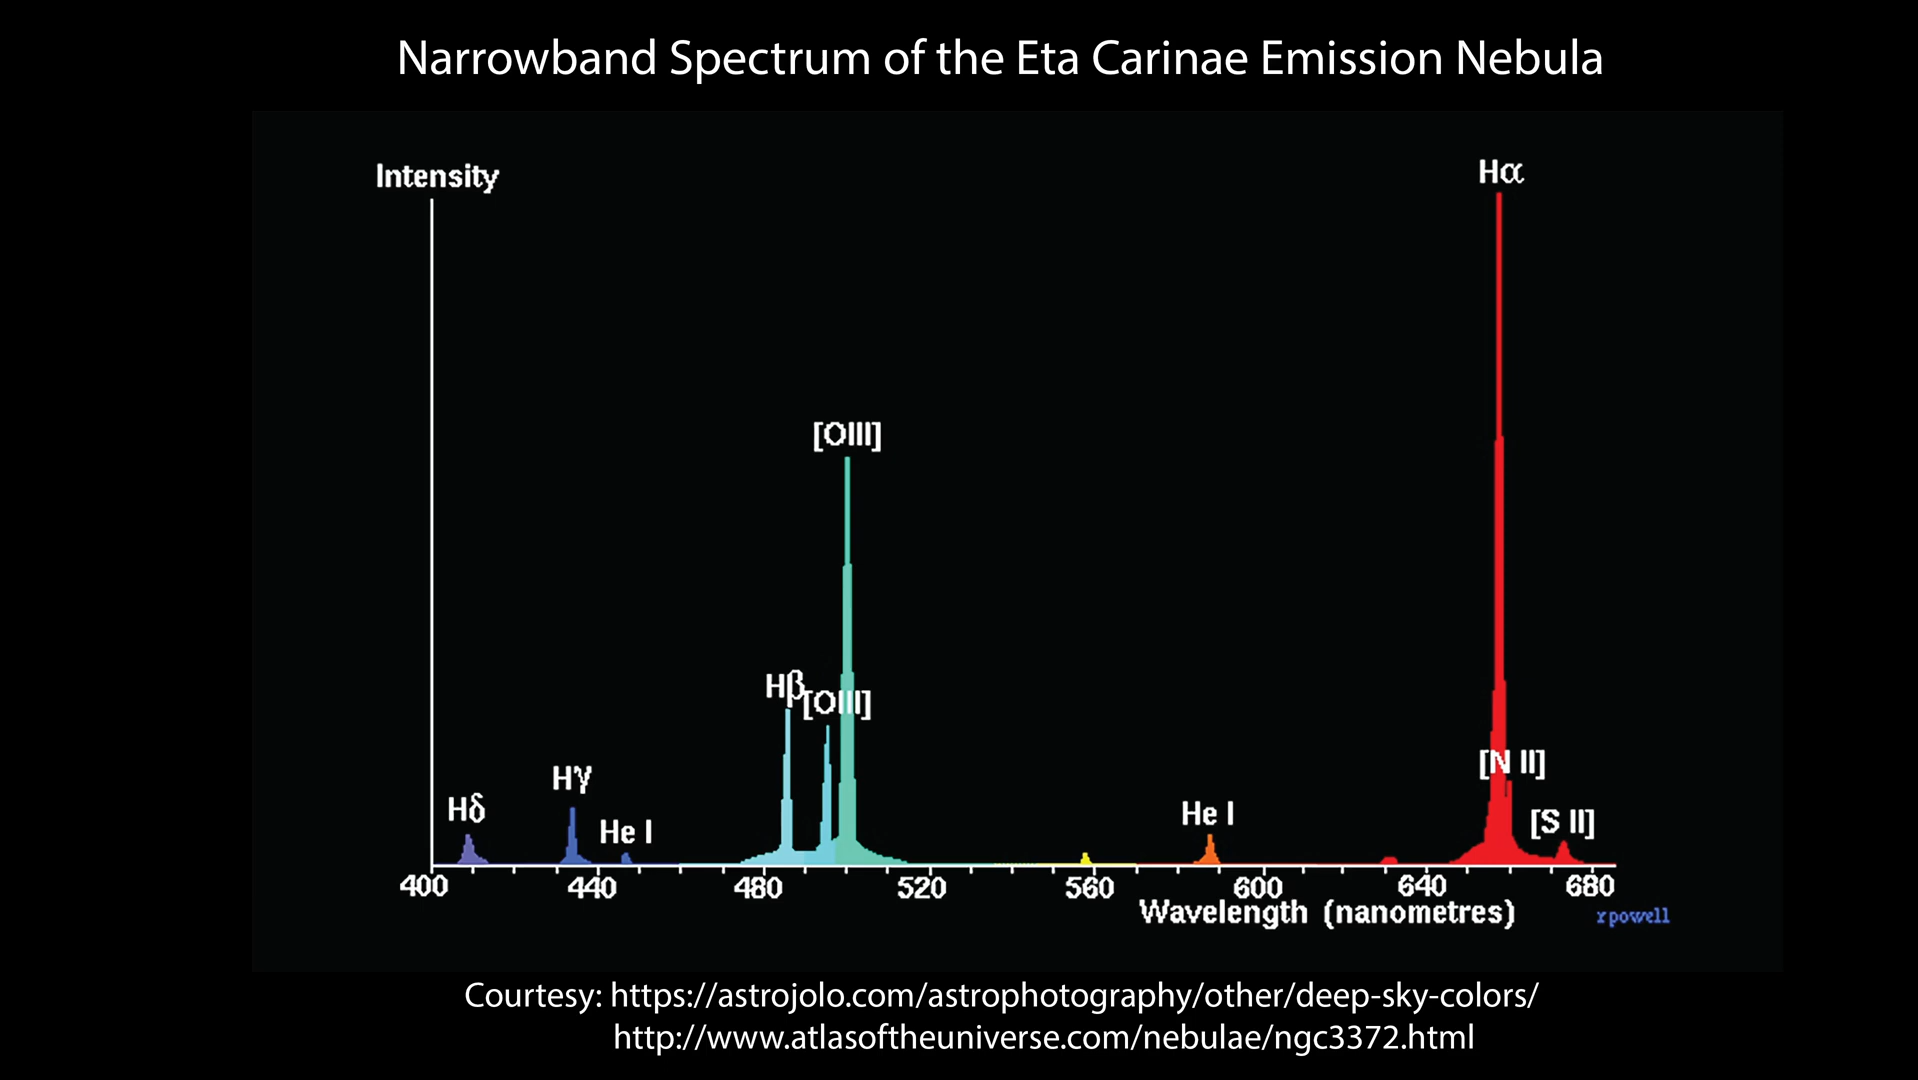 Narrowband Spectrum of the Eta Carinae Emission Nebula
Intensity
Hα
[OIII]
Hβ
[OIII]
Hγ
[N II]
Hδ
He I
He I
[S II]
400 440 480 520 560 600 640 680
Wavelength (nanometres)
rpowell
Courtesy: https://astrojolo.com/astrophotography/other/deep-sky-colors/
http://www.atlasoftheuniverse.com/nebulae/ngc3372.html